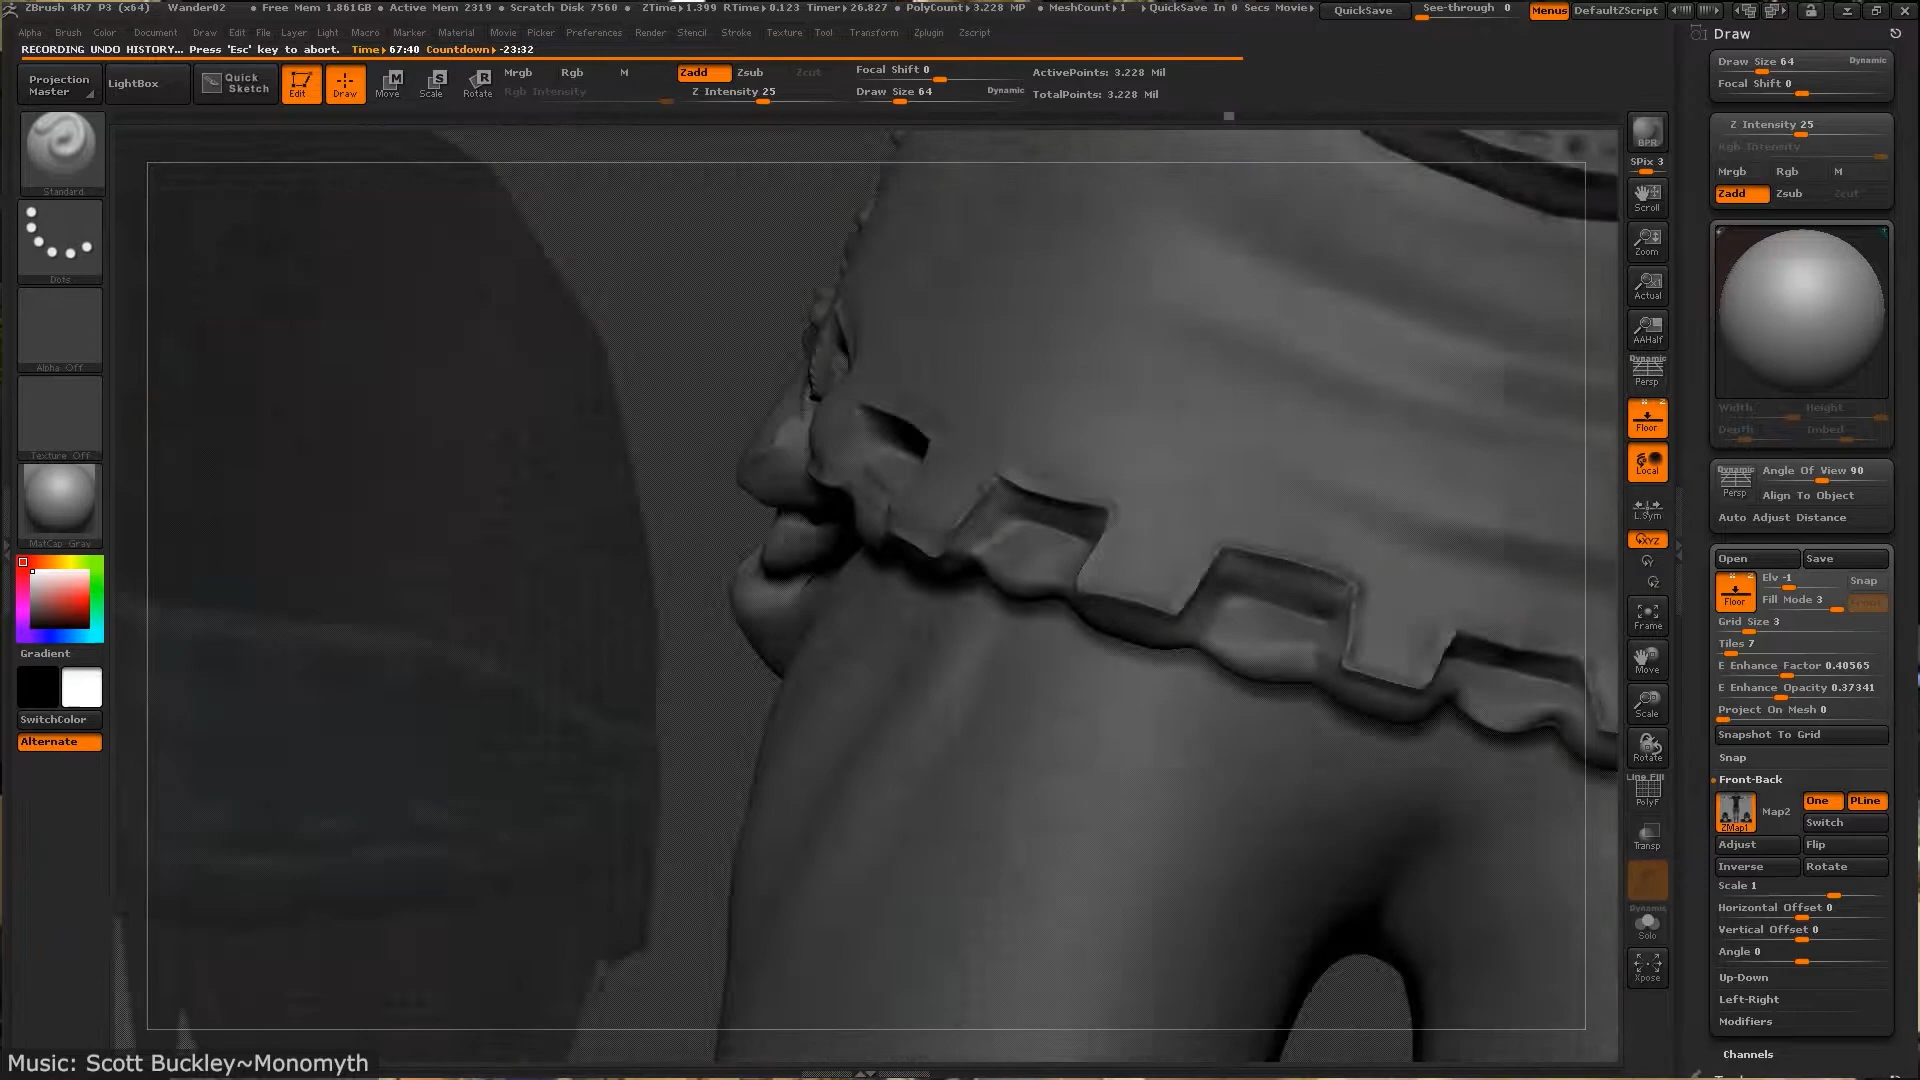 ZBrush 4R7 P3 (x64) Wander02 • Free Mem 1.861GB • Active Mem 2319 • Scratch Disk 7560 • ZTime▸1.399 RTime▸0.123 Timer▸26.827 • PolyCount▸3.228 MP • MeshCount▸1 QuickSave In 0 Secs Movie▸ QuickSave See-through 0 Menus DefaultZScript
Alpha Brush Color Document Draw Edit File Layer Light Macro Marker Material Movie Picker Preferences Render Stencil Stroke Texture Tool Transform Zplugin Zscript
RECORDING UNDO HISTORY... Press 'Esc' key to abort. Time▸ 67:40 Countdown▸ -23:32
Projection Master
LightBox
Quick Sketch
Edit
Draw
Move
Scale
Rotate
Mrgb Rgb M
Rgb Intensity
Zadd Zsub Zcut
Z Intensity 25
Focal Shift 0
Draw Size 64 Dynamic
ActivePoints: 3.228 Mil
TotalPoints: 3.228 Mil
Standard
Dots
Alpha Off
Texture Off
MatCap Gray
Gradient
SwitchColor
Alternate
BPR
SPix 3
Scroll
Zoom
Actual
AAHalf
Dynamic
Persp
Floor
Local
L.Sym
XYZ
Y
Z
Frame
Move
Scale
Rotate
Line Fill
PolyF
Transp
Dynamic
Solo
Xpose
Draw
Draw Size 64 Dynamic
Focal Shift 0
Z Intensity 25
Rgb Intensity
Mrgb Rgb M
Zadd Zsub Zcut
Width Height
Depth Imbed
Dynamic
Persp
Angle Of View 90
Align To Object
Auto Adjust Distance
Open Save
Floor
Elv -1 Snap
Fill Mode 3
Grid Size 3
Tiles 7
E Enhance Factor 0.40565
E Enhance Opacity 0.37341
Project On Mesh 0
Snapshot To Grid
Snap
Front-Back
ZMap1
Map2
One PLine
Switch
Adjust Flip
Inverse Rotate
Scale 1
Horizontal Offset 0
Vertical Offset 0
Angle 0
Up-Down
Left-Right
Modifiers
Channels
Music: Scott Buckley~Monomyth